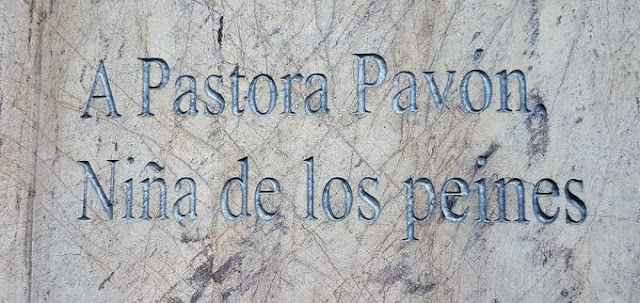 A Pastora Pavón,
Niña de los peines